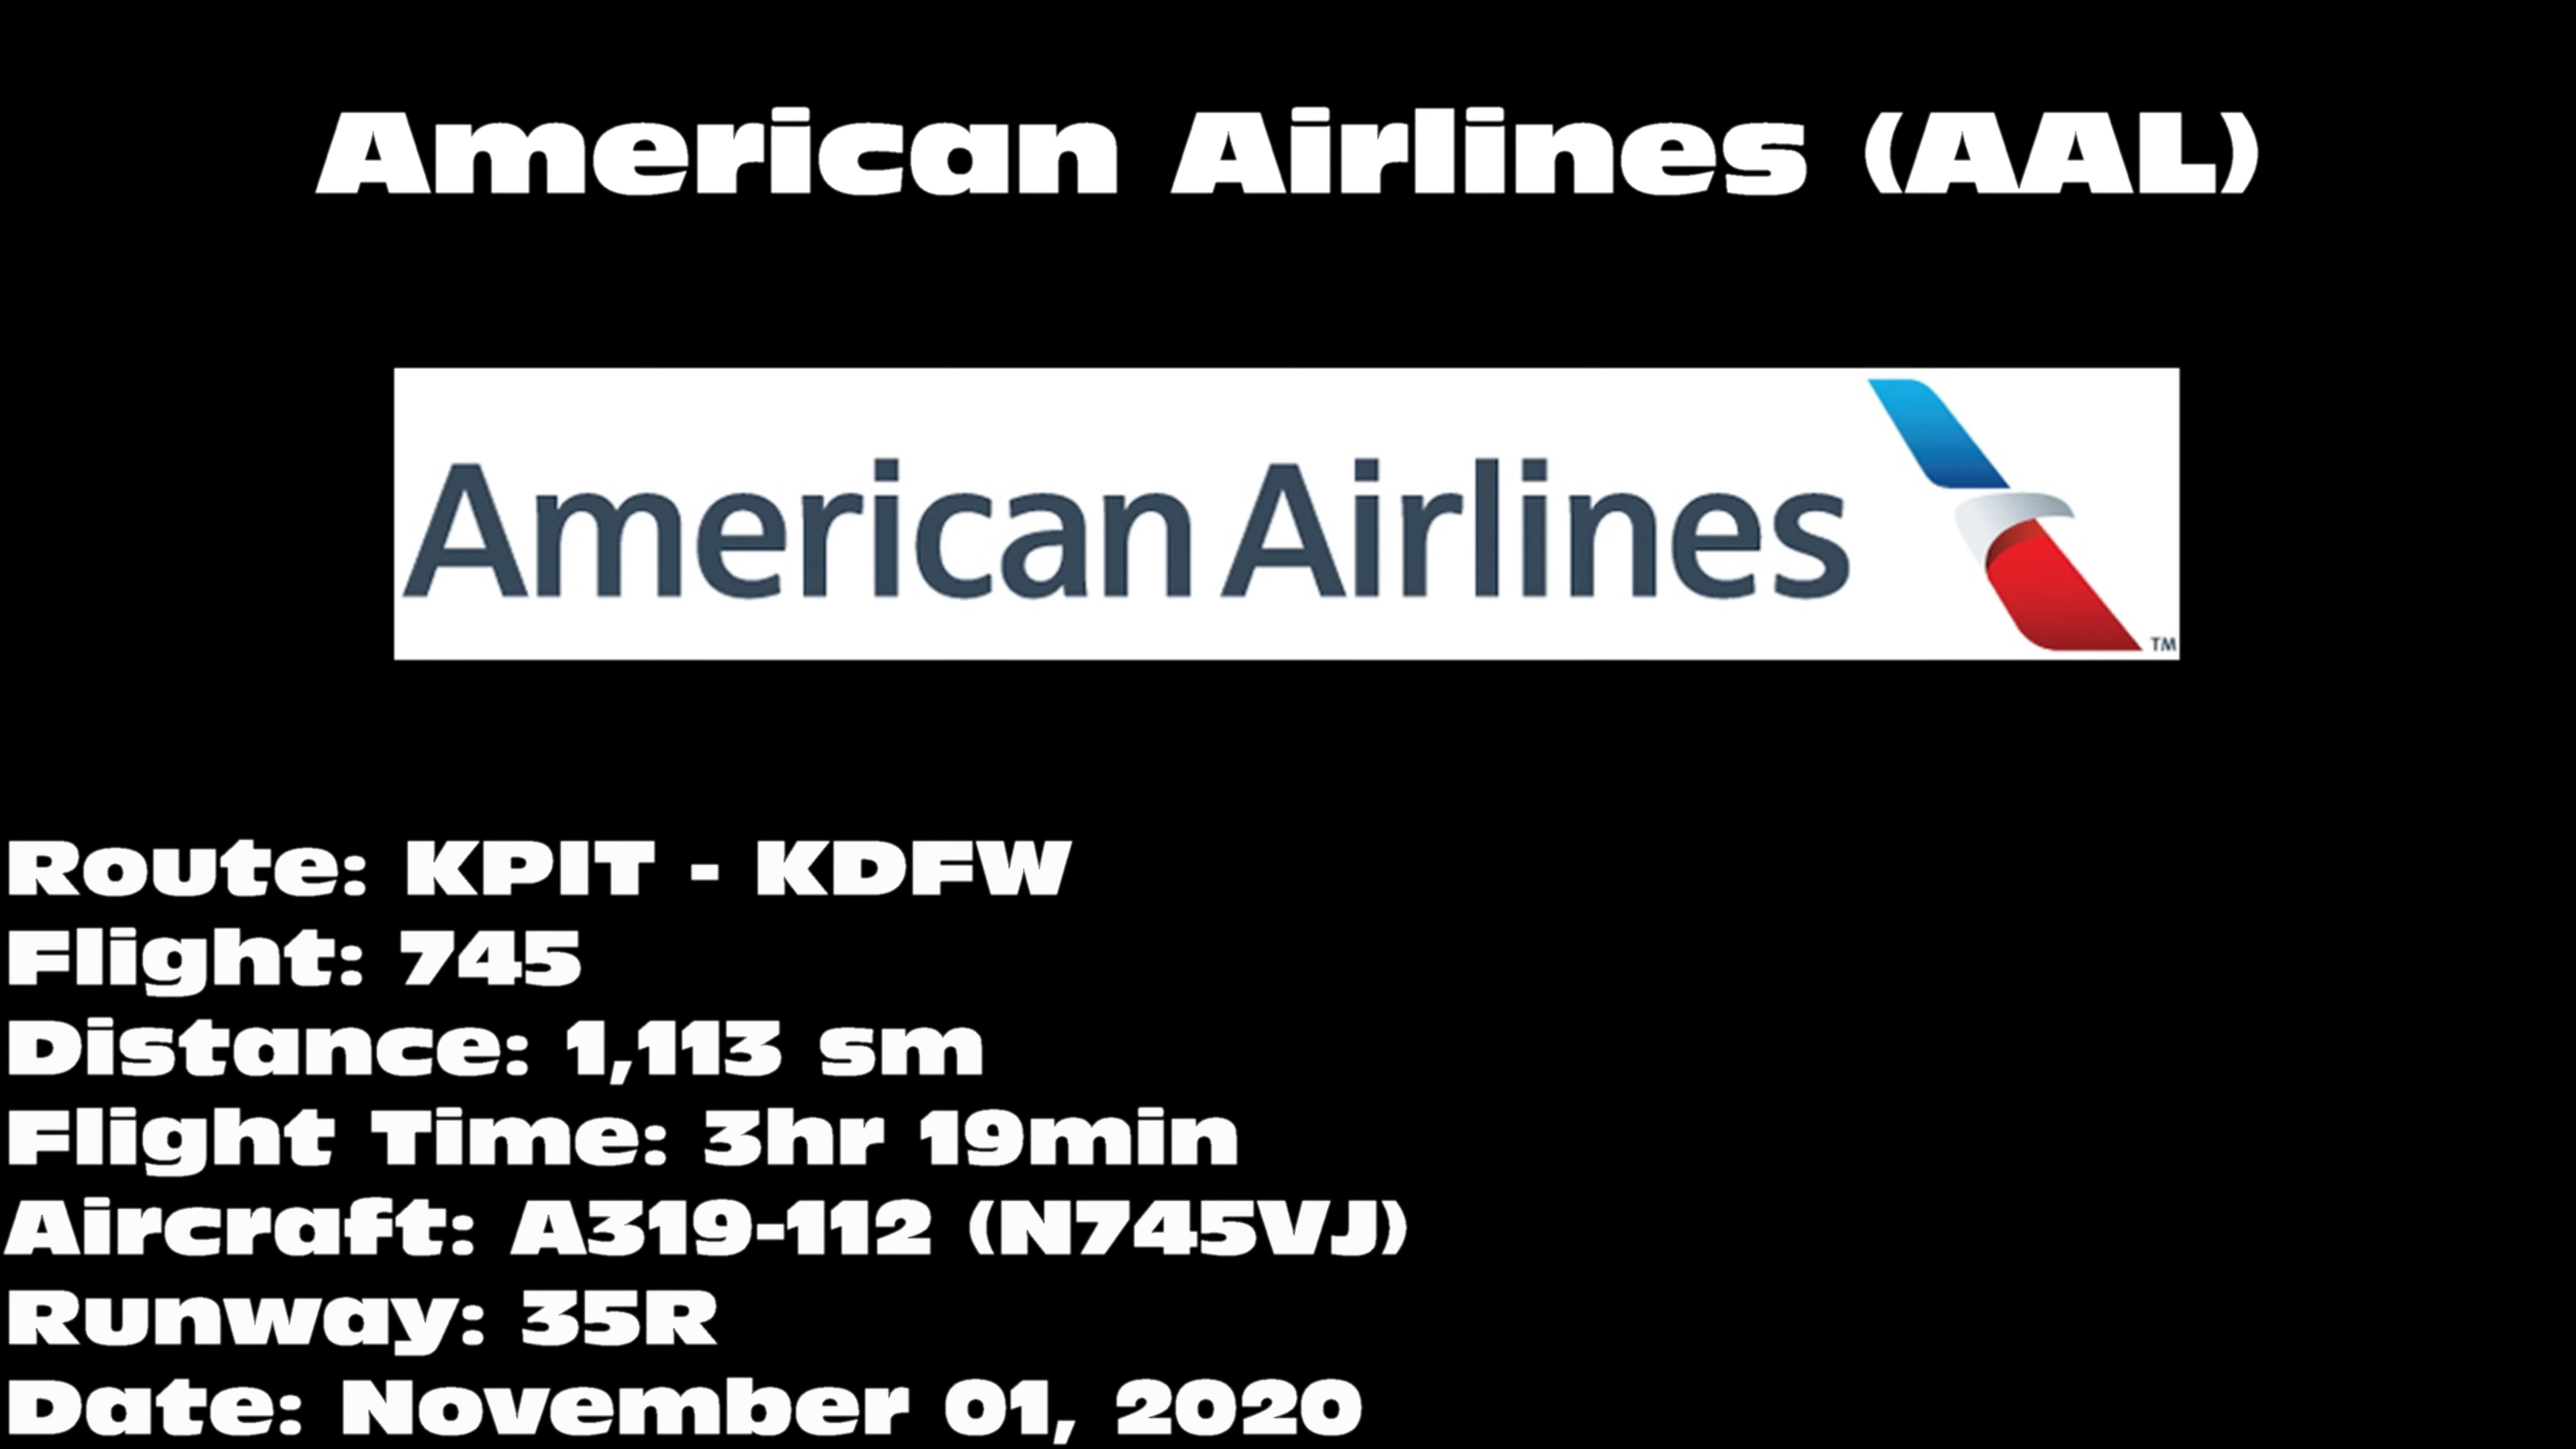 American Airlines (AAL)
American Airlines
TM
Route: KPIT - KDFW
Flight: 745
Distance: 1,113 sm
Flight Time: 3hr 19min
Aircraft: A319-112 (N745VJ)
Runway: 35R
Date: November 01, 2020